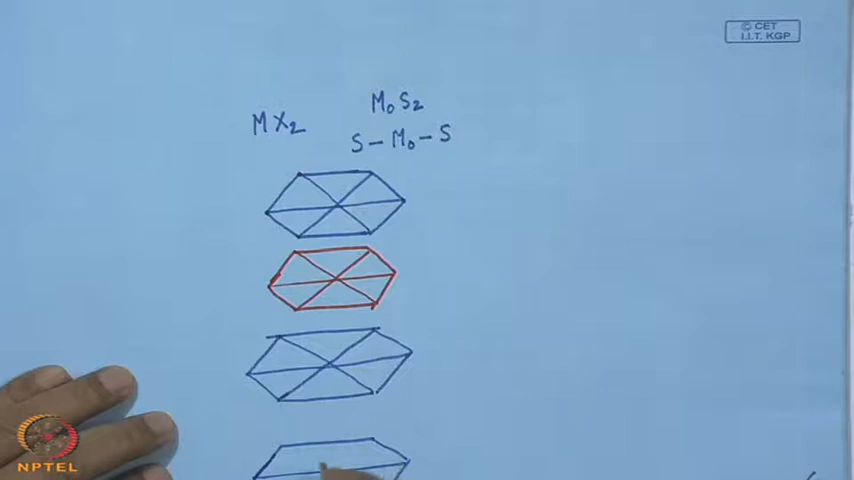 © CET
I.I.T. KGP
MoS2
MX2
S - Mo - S
NPTEL